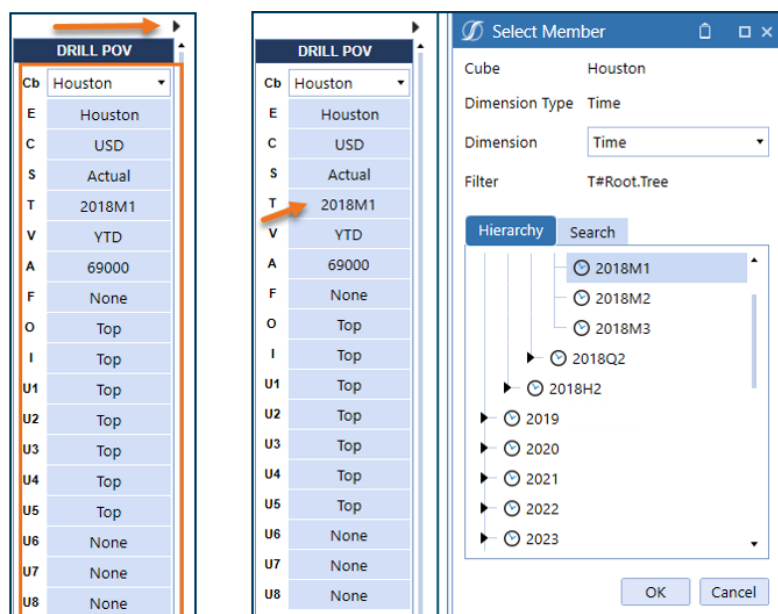 DRILL POV
Cb Houston
E Houston
C USD
S Actual
T 2018M1
V YTD
A 69000
F None
O Top
I Top
U1 Top
U2 Top
U3 Top
U4 Top
U5 Top
U6 None
U7 None
U8 None
DRILL POV
Cb Houston
E Houston
C USD
S Actual
T 2018M1
V YTD
A 69000
F None
O Top
I Top
U1 Top
U2 Top
U3 Top
U4 Top
U5 Top
U6 None
U7 None
U8 None
Select Member
Cube Houston
Dimension Type Time
Dimension Time
Filter T#Root.Tree
Hierarchy Search
2018M1
2018M2
2018M3
2018Q2
2018H2
2019
2020
2021
2022
2023
OK Cancel